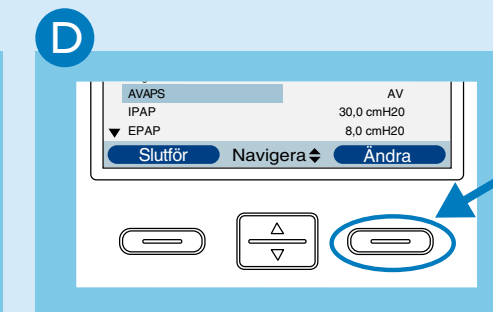 D
AVAPS AV
IPAP 30,0 cmH20
EPAP 8,0 cmH20
Slutför Navigera Ändra